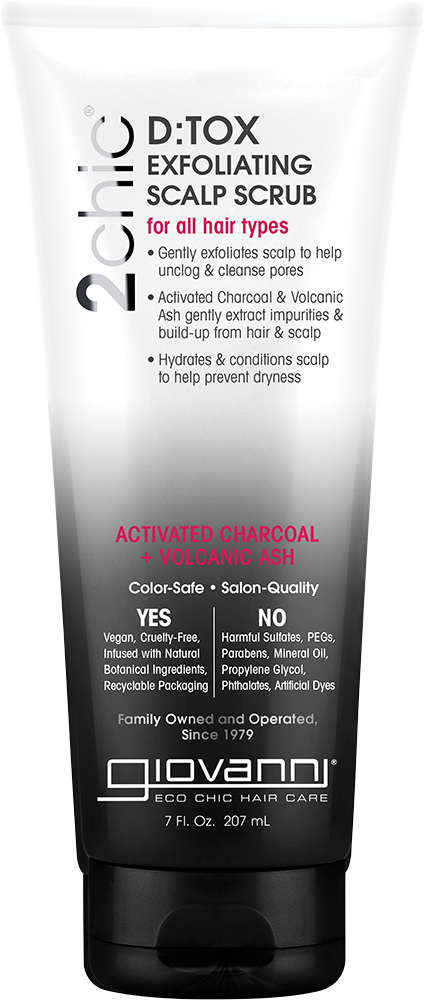 2chic®
D:TOX
EXFOLIATING
SCALP SCRUB
for all hair types
• Gently exfoliates scalp to help
unclog & cleanse pores
• Activated Charcoal & Volcanic
Ash gently extract impurities &
build-up from hair & scalp
• Hydrates & conditions scalp
to help prevent dryness
ACTIVATED CHARCOAL
+ VOLCANIC ASH
Color-Safe • Salon-Quality
YES
Vegan, Cruelty-Free,
Infused with Natural
Botanical Ingredients,
Recyclable Packaging
NO
Harmful Sulfates, PEGs,
Parabens, Mineral Oil,
Propylene Glycol,
Phthalates, Artificial Dyes
Family Owned and Operated,
Since 1979
giovanni®
ECO CHIC HAIR CARE
7 Fl. Oz. 207 mL